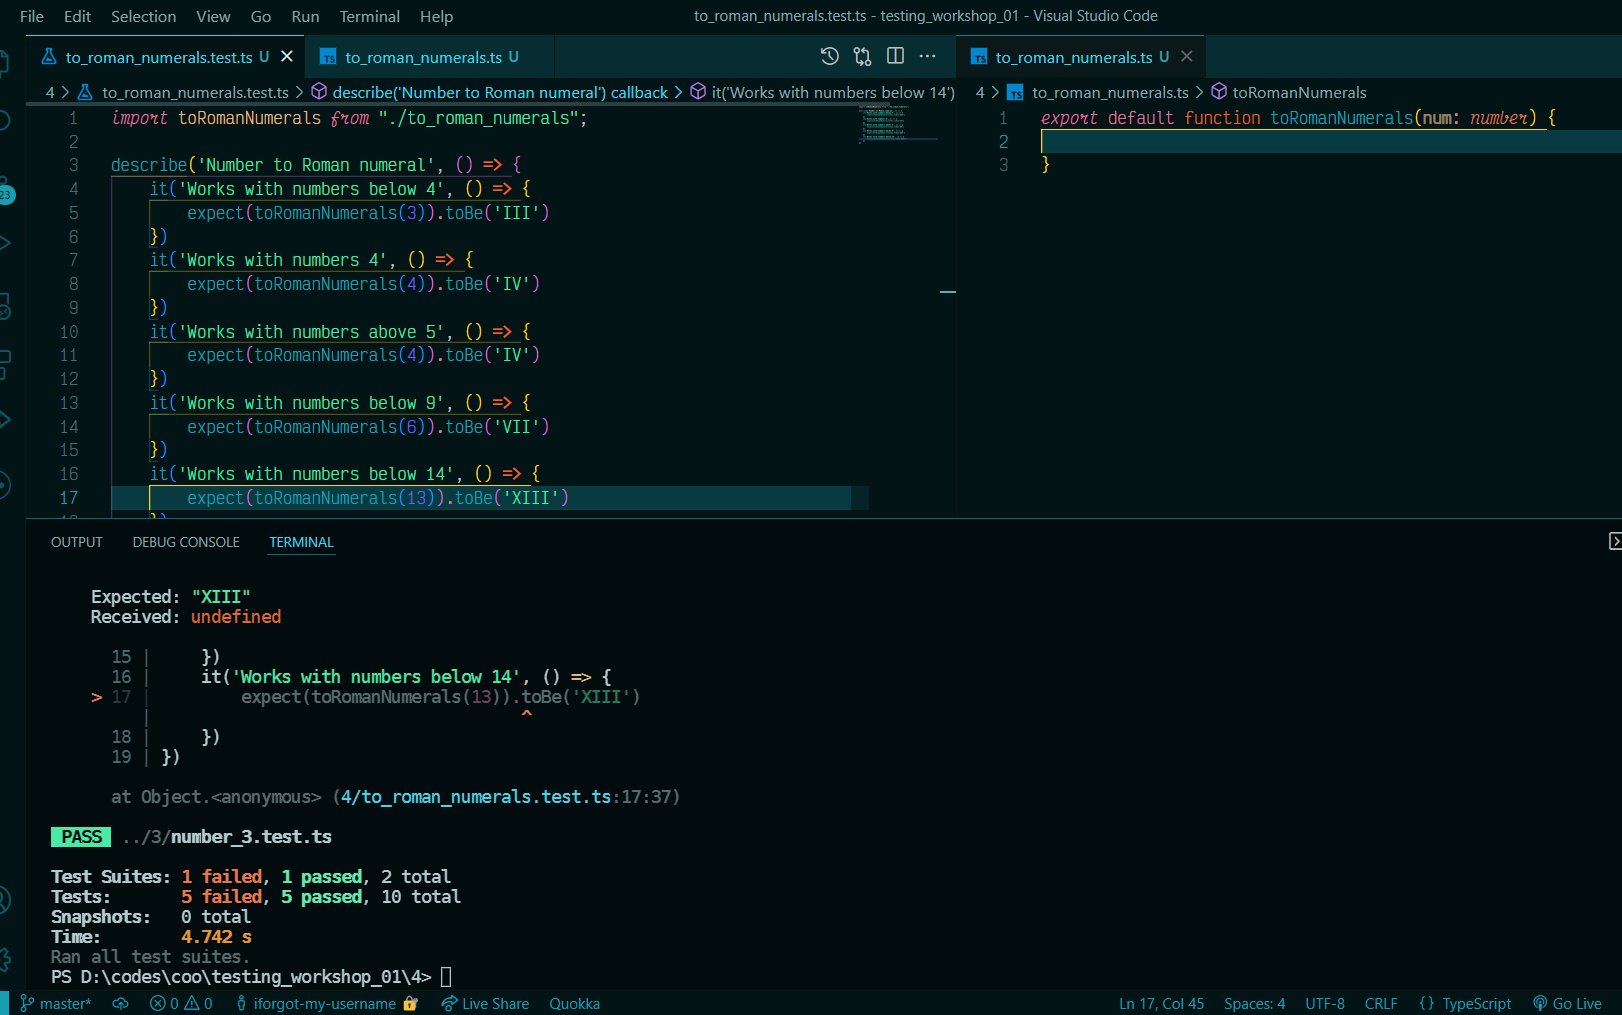 File Edit Selection View Go Run Terminal Help
to_roman_numerals.test.ts - testing_workshop_01 - Visual Studio Code
to_roman_numerals.test.ts U
to_roman_numerals.ts U
4 > to_roman_numerals.test.ts > describe('Number to Roman numeral') callback > it('Works with numbers below 14')
1 import toRomanNumerals from "./to_roman_numerals";
2
3 describe('Number to Roman numeral', () => {
4 it('Works with numbers below 4', () => {
5 expect(toRomanNumerals(3)).toBe('III')
6 })
7 it('Works with numbers 4', () => {
8 expect(toRomanNumerals(4)).toBe('IV')
9 })
10 it('Works with numbers above 5', () => {
11 expect(toRomanNumerals(4)).toBe('IV')
12 })
13 it('Works with numbers below 9', () => {
14 expect(toRomanNumerals(6)).toBe('VII')
15 })
16 it('Works with numbers below 14', () => {
17 expect(toRomanNumerals(13)).toBe('XIII')
to_roman_numerals.ts U
4 > to_roman_numerals.ts > toRomanNumerals
1 export default function toRomanNumerals(num: number) {
2
3 }
23
OUTPUT DEBUG CONSOLE TERMINAL
Expected: "XIII"
Received: undefined
15 | })
16 | it('Works with numbers below 14', () => {
> 17 | expect(toRomanNumerals(13)).toBe('XIII')
| ^
18 | })
19 | })
at Object.<anonymous> (4/to_roman_numerals.test.ts:17:37)
PASS ../3/number_3.test.ts
Test Suites: 1 failed, 1 passed, 2 total
Tests: 5 failed, 5 passed, 10 total
Snapshots: 0 total
Time: 4.742 s
Ran all test suites.
PS D:\codes\coo\testing_workshop_01\4>
master* 0 0 iforgot-my-username Live Share Quokka Ln 17, Col 45 Spaces: 4 UTF-8 CRLF {} TypeScript Go Live